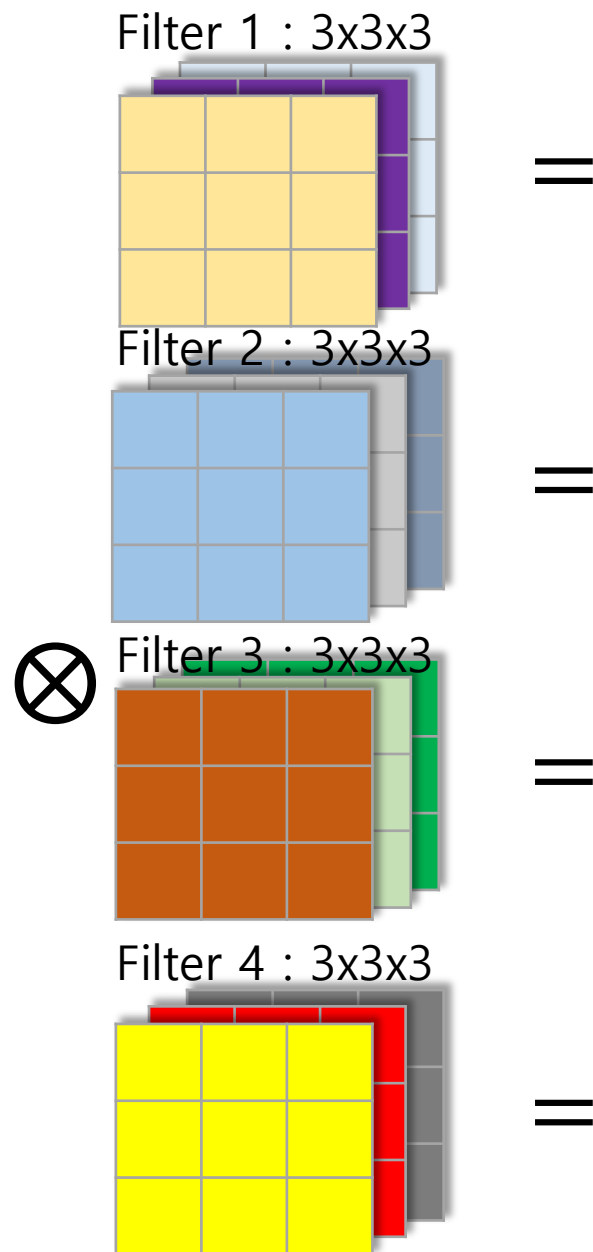 Filter 1 : 3x3x3
=
Filter 2 : 3x3x3
=
⊗ Filter 3 : 3x3x3
=
Filter 4 : 3x3x3
=